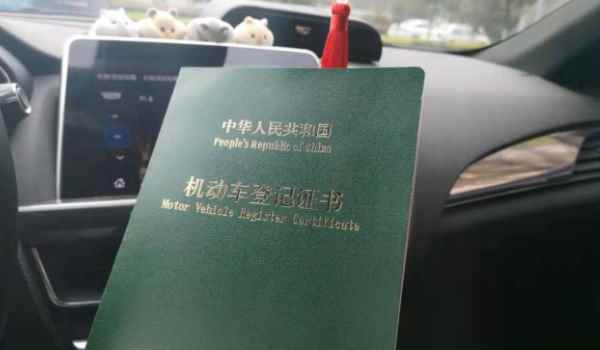 中华人民共和国
People's Republic of China
机动车登记证书
Motor Vehicle Register Certificate